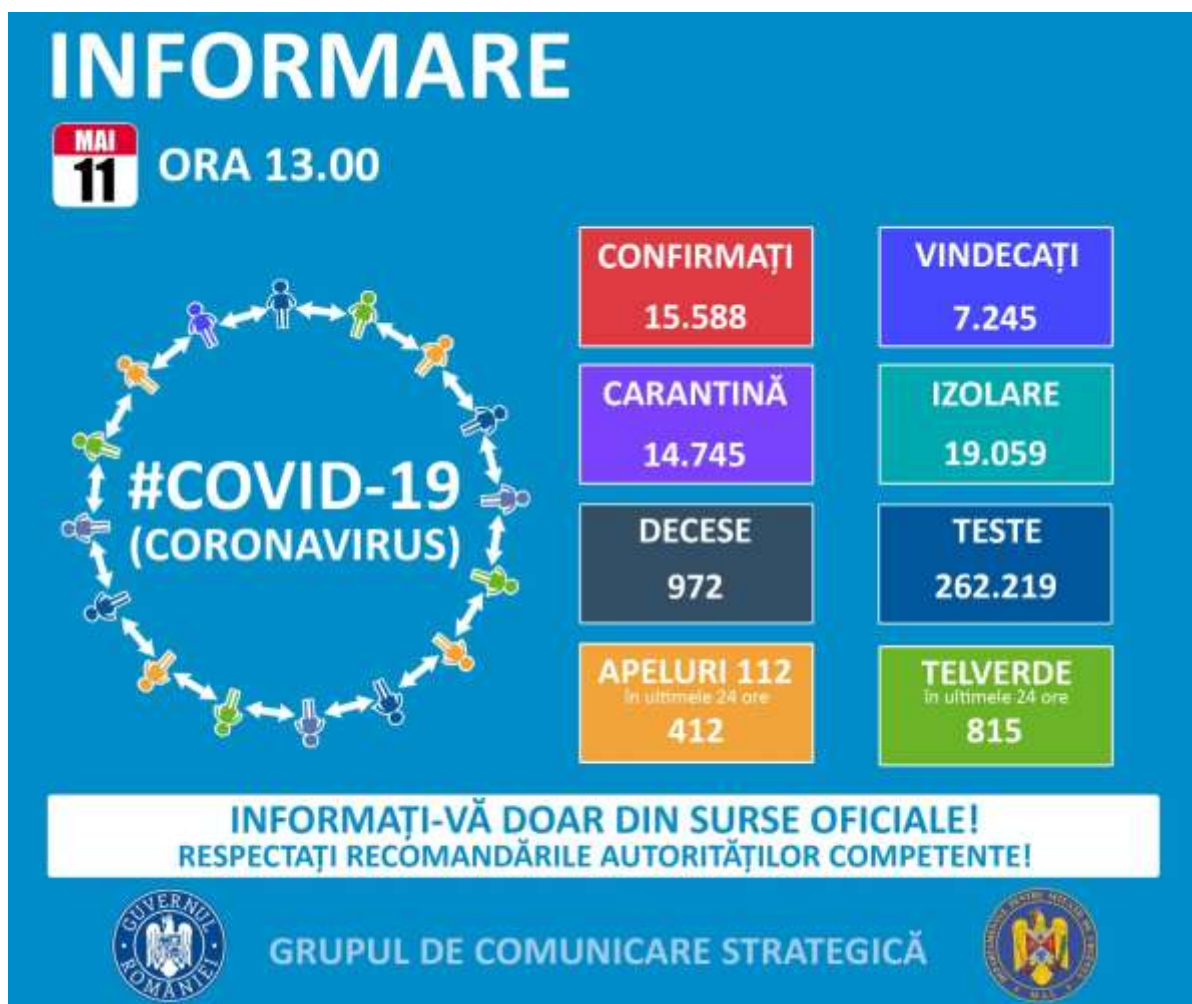 INFORMARE
MAI
11
ORA 13.00
CONFIRMAȚI
15.588
VINDECAȚI
7.245
CARANTINĂ
14.745
IZOLARE
19.059
#COVID-19
(CORONAVIRUS)
DECESE
972
TESTE
262.219
APELURI 112
în ultimele 24 ore
412
TELVERDE
în ultimele 24 ore
815
INFORMAȚI-VĂ DOAR DIN SURSE OFICIALE!
RESPECTAȚI RECOMANDĂRILE AUTORITĂȚILOR COMPETENTE!
GUVERNUL
ROMÂNIEI
GRUPUL DE COMUNICARE STRATEGICĂ